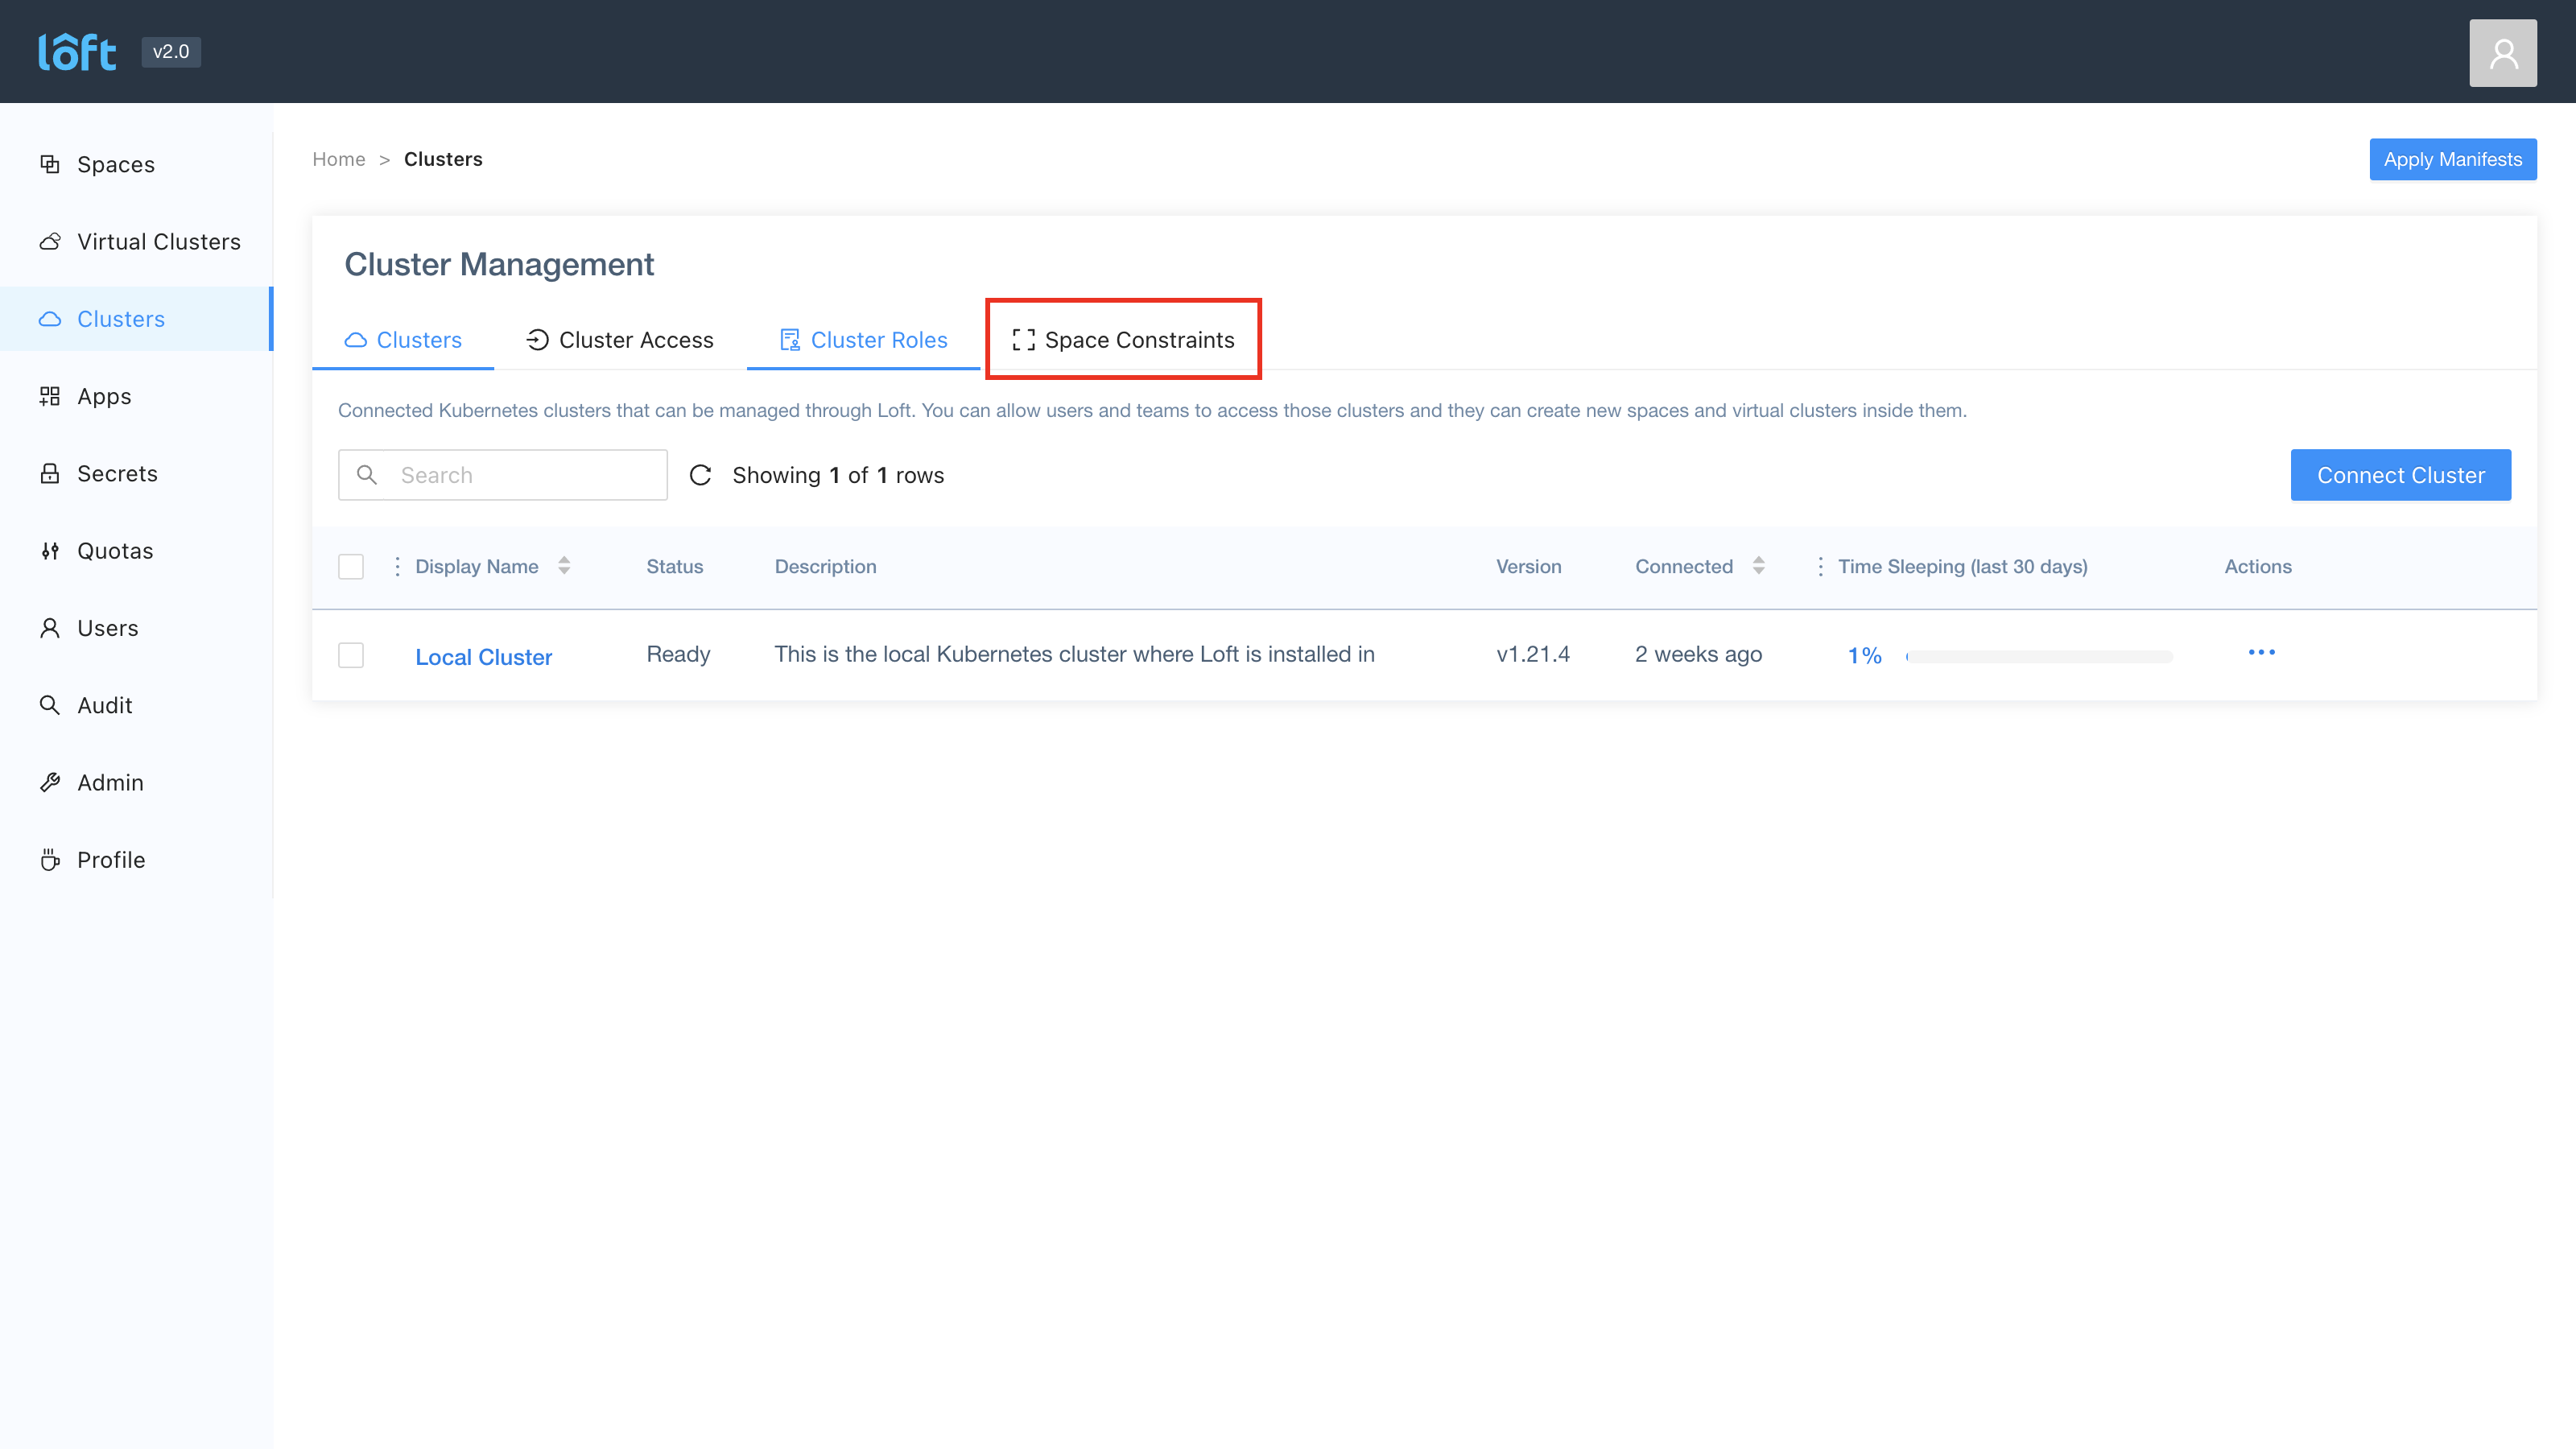 lôft v2.0
Spaces
Virtual Clusters
Clusters
Apps
Secrets
Quotas
Users
Audit
Admin
Profile
Home > Clusters
Apply Manifests
Cluster Management
Clusters Cluster Access Cluster Roles Space Constraints
Connected Kubernetes clusters that can be managed through Loft. You can allow users and teams to access those clusters and they can create new spaces and virtual clusters inside them.
Search Showing 1 of 1 rows Connect Cluster
Display Name Status Description Version Connected Time Sleeping (last 30 days) Actions
Local Cluster Ready This is the local Kubernetes cluster where Loft is installed in v1.21.4 2 weeks ago 1%